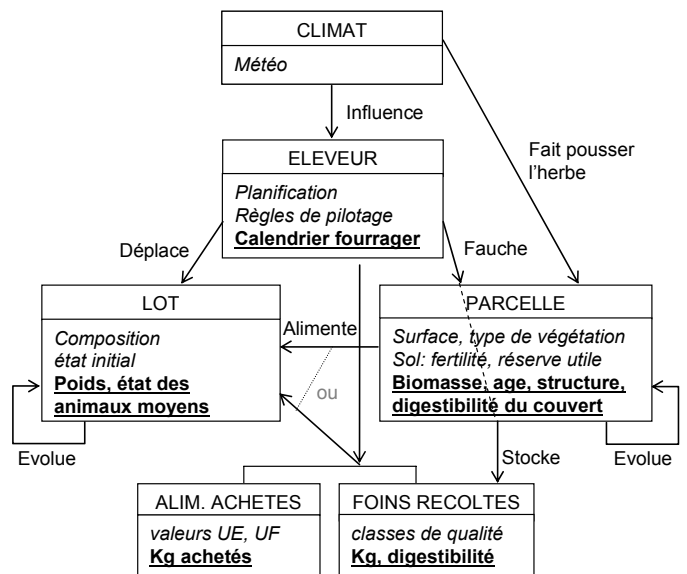 CLIMAT
Météo
Influence
Fait pousser
l'herbe
ELEVEUR
Planification
Règles de pilotage
Calendrier fourrager
Déplace
Fauche
LOT
Composition
état initial
Poids, état des
animaux moyens
Evolue
Alimente
ou
PARCELLE
Surface, type de végétation
Sol: fertilité, réserve utile
Biomasse, age, structure,
digestibilité du couvert
Stocke
Evolue
ALIM. ACHETES
valeurs UE, UF
Kg achetés
FOINS RECOLTES
classes de qualité
Kg, digestibilité